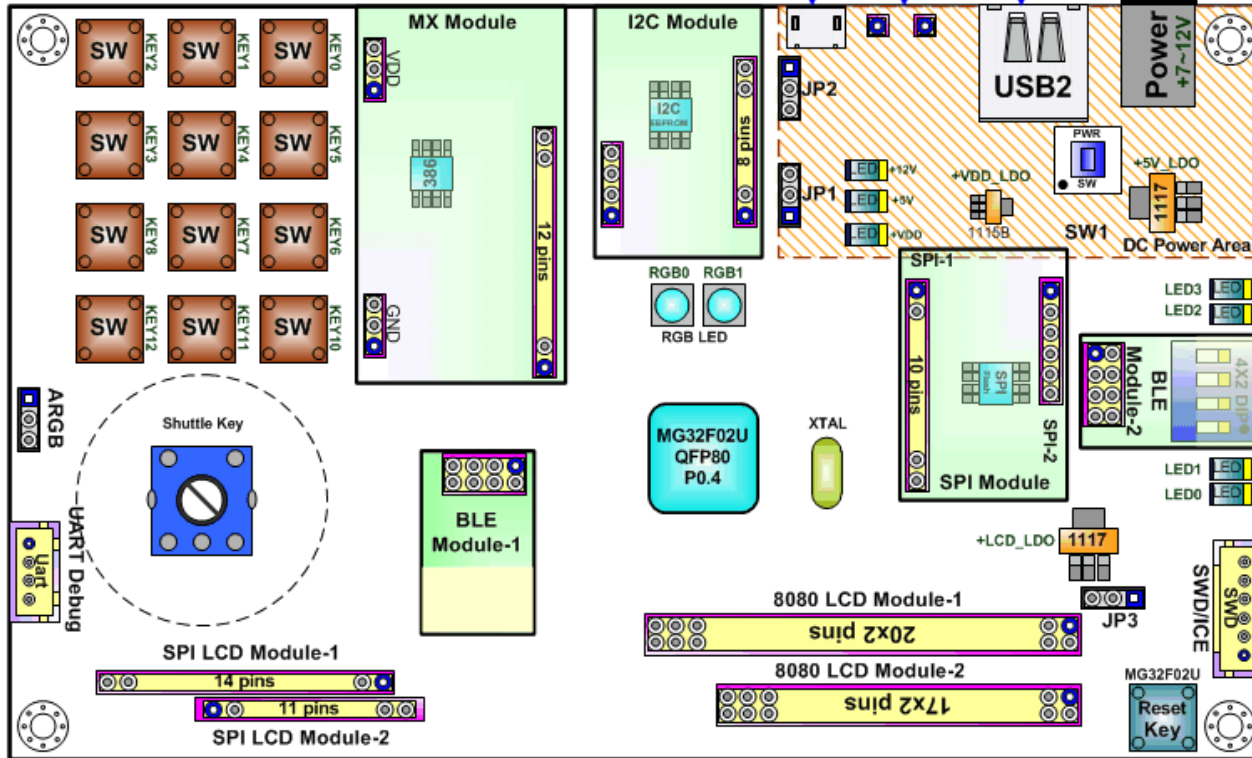 MX Module
I2C Module
SW
KEY2
SW
KEY1
SW
KEY0
VDD
I2C
EEPROM
8 pins
JP2
USB2
Power
+7~12V
SW
KEY3
SW
KEY4
SW
KEY5
386
12 pins
JP1
LED
+12V
LED
+5V
LED
+VDD
+VDD_LDO
1115B
PWR
SW
SW1
+5V_LDO
1117
DC Power Area
SW
KEY8
SW
KEY7
SW
KEY6
SW
KEY12
SW
KEY11
SW
KEY10
GND
RGB0
RGB1
RGB LED
SPI-1
10 pins
SPI
Flash
SPI-2
SPI Module
LED3
LED
LED2
LED
BLE
Module-2
4X2 DIP
LED1
LED
LED0
LED
ARGB
Shuttle Key
MG32F02U
QFP80
P0.4
XTAL
BLE
Module-1
UART Debug
Uart
+LCD_LDO
1117
JP3
SWD/ICE
SWD
8080 LCD Module-1
20x2 pins
8080 LCD Module-2
17x2 pins
SPI LCD Module-1
14 pins
11 pins
SPI LCD Module-2
MG32F02U
Reset
Key